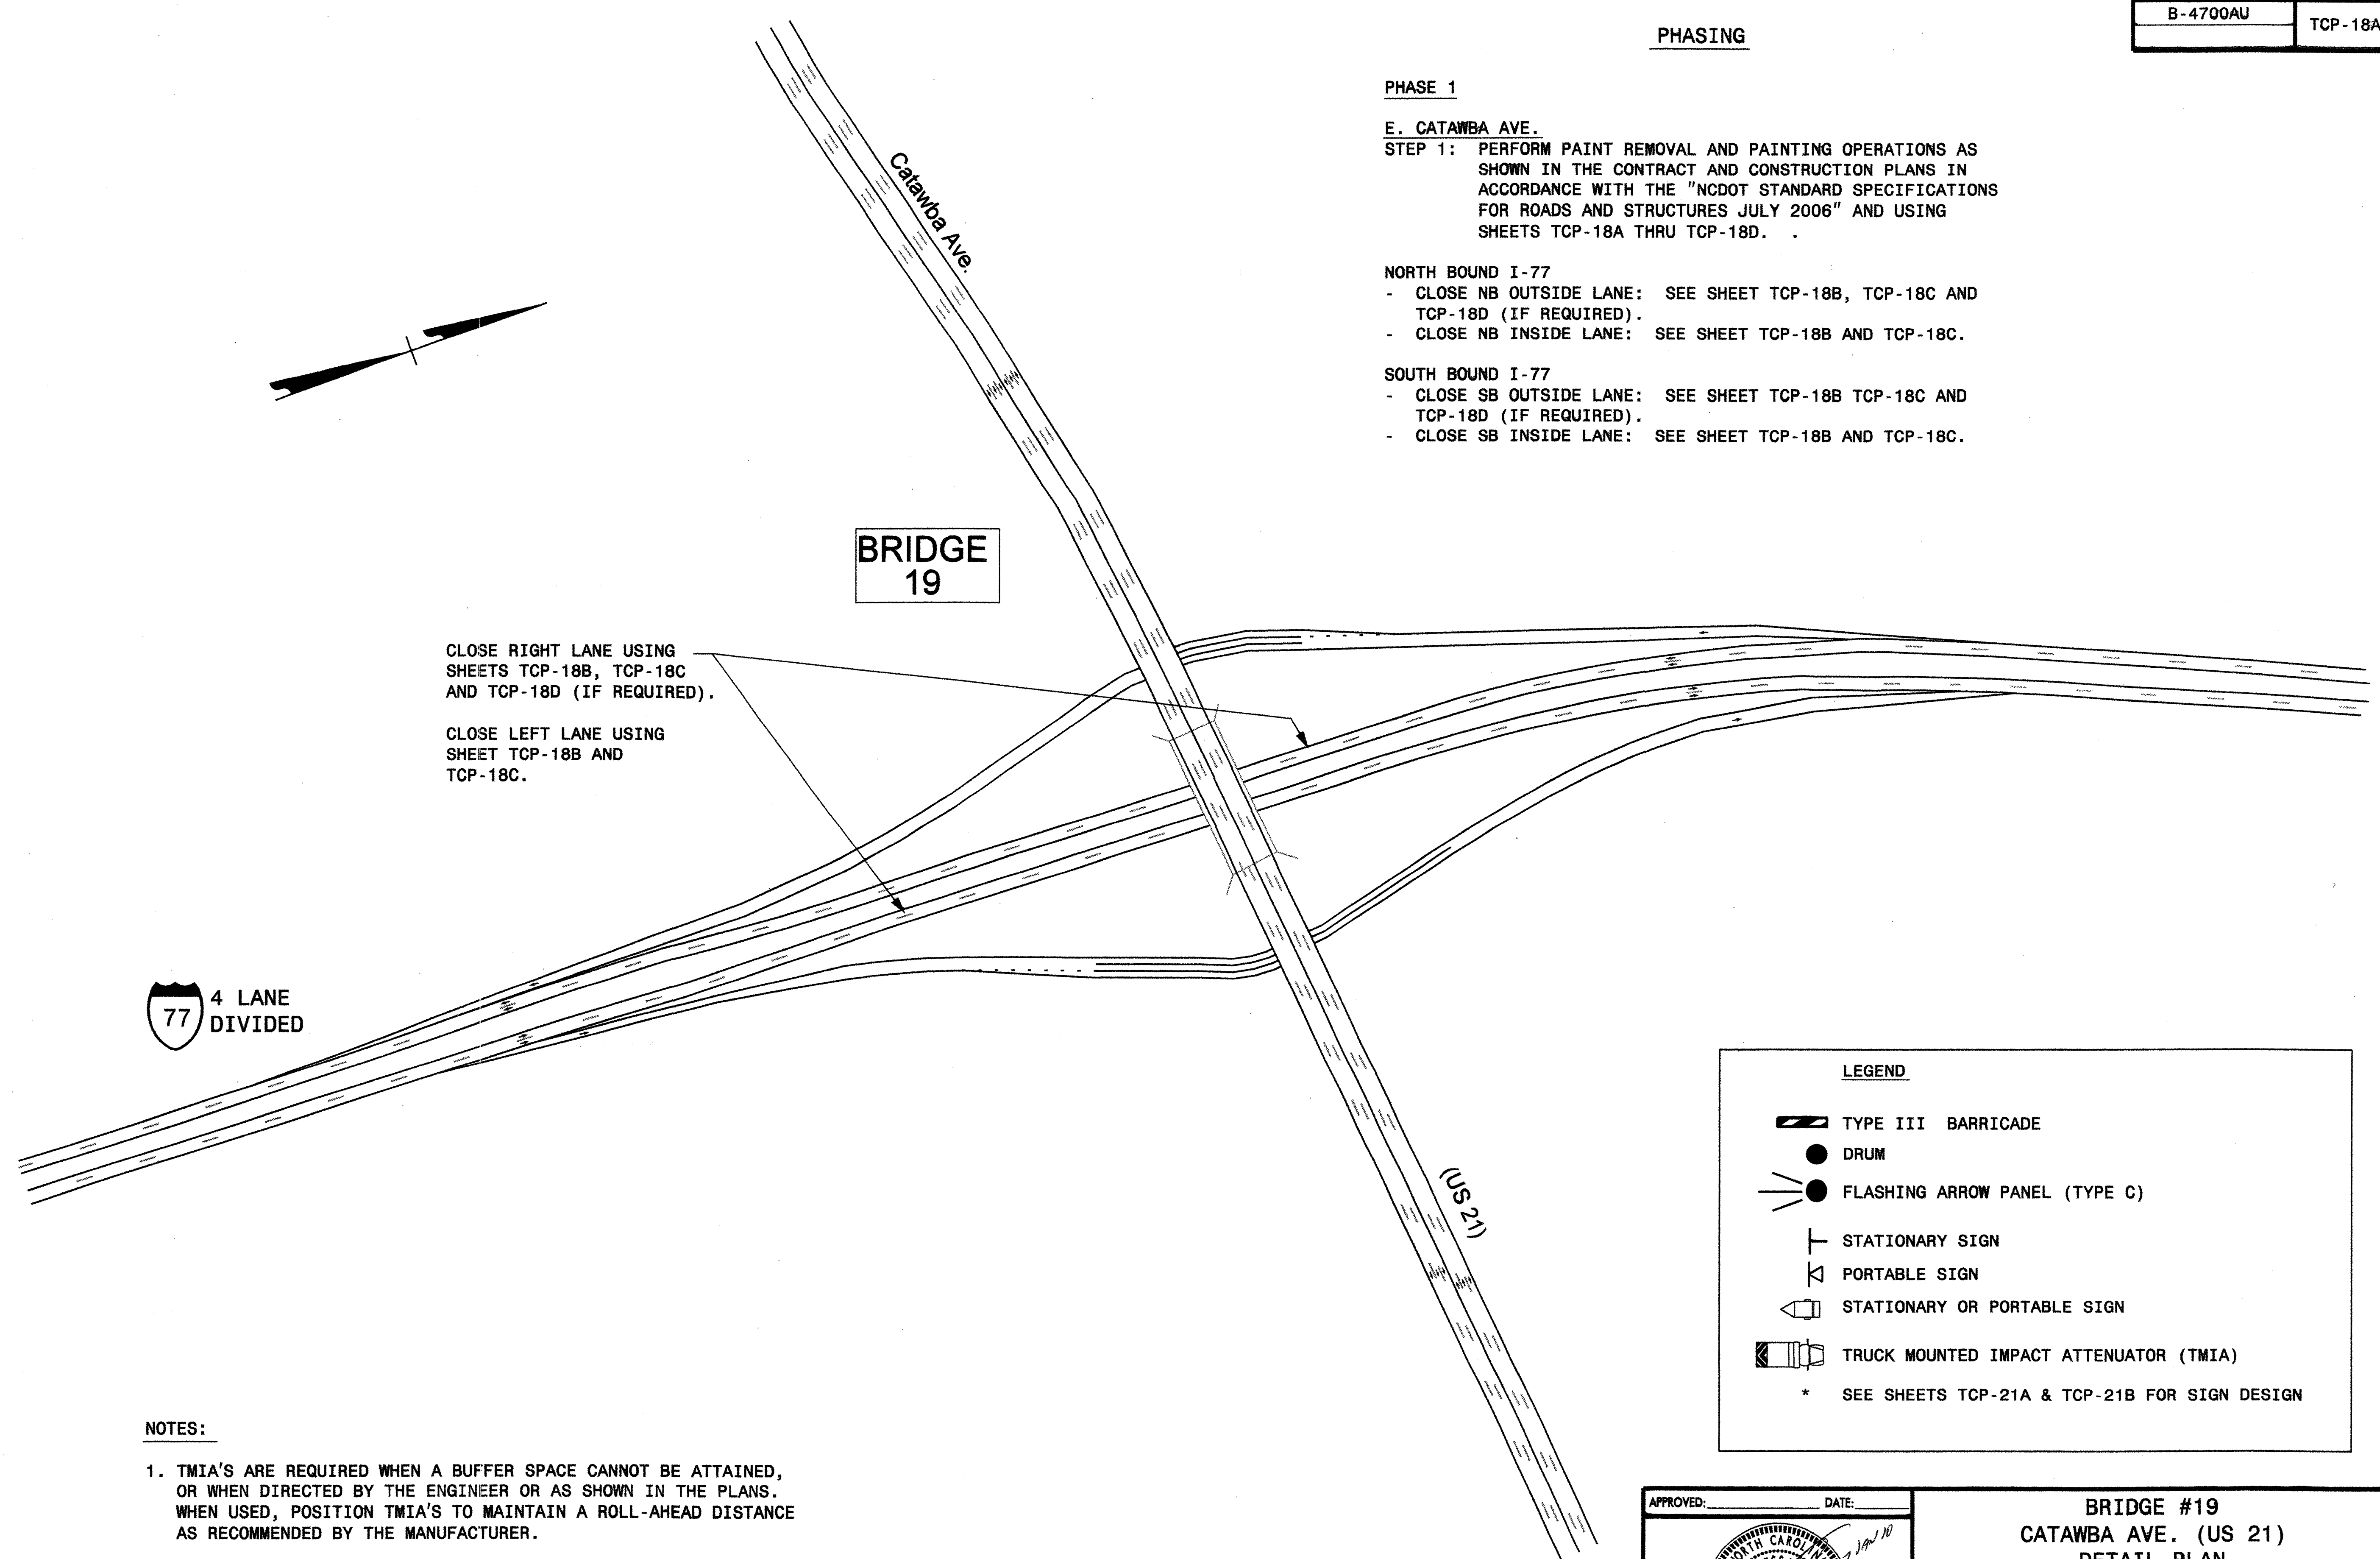 B-4700AU
TCP-18A
PHASING
PHASE 1
E. CATAWBA AVE.
STEP 1: PERFORM PAINT REMOVAL AND PAINTING OPERATIONS AS
SHOWN IN THE CONTRACT AND CONSTRUCTION PLANS IN
ACCORDANCE WITH THE "NCDOT STANDARD SPECIFICATIONS
FOR ROADS AND STRUCTURES JULY 2006" AND USING
SHEETS TCP-18A THRU TCP-18D. .
NORTH BOUND I-77
- CLOSE NB OUTSIDE LANE: SEE SHEET TCP-18B, TCP-18C AND
TCP-18D (IF REQUIRED).
- CLOSE NB INSIDE LANE: SEE SHEET TCP-18B AND TCP-18C.
SOUTH BOUND I-77
- CLOSE SB OUTSIDE LANE: SEE SHEET TCP-18B TCP-18C AND
TCP-18D (IF REQUIRED).
- CLOSE SB INSIDE LANE: SEE SHEET TCP-18B AND TCP-18C.
Catawba Ave.
BRIDGE
19
CLOSE RIGHT LANE USING
SHEETS TCP-18B, TCP-18C
AND TCP-18D (IF REQUIRED).
CLOSE LEFT LANE USING
SHEET TCP-18B AND
TCP-18C.
77
4 LANE
DIVIDED
(US 21)
LEGEND
TYPE III BARRICADE
DRUM
FLASHING ARROW PANEL (TYPE C)
STATIONARY SIGN
PORTABLE SIGN
STATIONARY OR PORTABLE SIGN
TRUCK MOUNTED IMPACT ATTENUATOR (TMIA)
* SEE SHEETS TCP-21A & TCP-21B FOR SIGN DESIGN
NOTES:
1. TMIA'S ARE REQUIRED WHEN A BUFFER SPACE CANNOT BE ATTAINED,
OR WHEN DIRECTED BY THE ENGINEER OR AS SHOWN IN THE PLANS.
WHEN USED, POSITION TMIA'S TO MAINTAIN A ROLL-AHEAD DISTANCE
AS RECOMMENDED BY THE MANUFACTURER.
APPROVED: DATE:
NORTH CAROL
JAN 10
BRIDGE #19
CATAWBA AVE. (US 21)
DETAIL PLAN